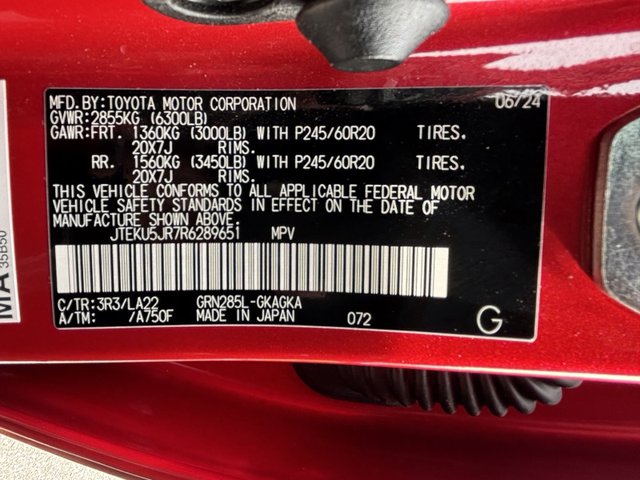 MFD.BY:TOYOTA MOTOR CORPORATION 06/24
GVWR:2855KG (6300LB)
GAWR:FRT. 1360KG (3000LB) WITH P245/60R20 TIRES.
20X7J RIMS.
RR. 1560KG (3450LB) WITH P245/60R20 TIRES.
20X7J RIMS.
THIS VEHICLE CONFORMS TO ALL APPLICABLE FEDERAL MOTOR
VEHICLE SAFETY STANDARDS IN EFFECT ON THE DATE OF
MANUFACTURE SHOWN ABOVE.
JTEKU5JR7R6289651 MPV
C/TR:3R3/LA22 GRN285L-GKAGKA
A/TM: /A750F MADE IN JAPAN 072 G
MA
35B50